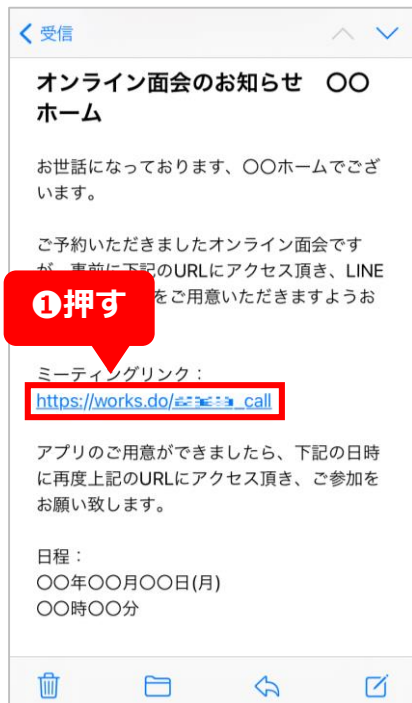 受信
オンライン面会のお知らせ　〇〇
ホーム
お世話になっております、〇〇ホームでござ
います。
ご予約いただきましたオンライン面会です
が、事前に下記のURLにアクセス頂き、LINE
をご用意いただきますようお
❶押す
ミーティングリンク：
https://works.do/ _call
アプリのご用意ができましたら、下記の日時
に再度上記のURLにアクセス頂き、ご参加を
お願い致します。
日程：
〇〇年〇〇月〇〇日(月)
〇〇時〇〇分